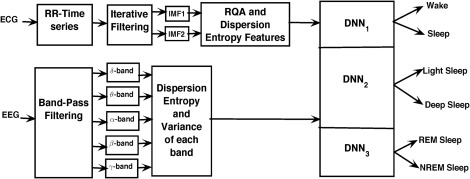 ECG
RR-Time
series
Iterative
Filtering
IMF1
IMF2
RQA and
Dispersion
Entropy Features
DNN1
Wake
Sleep
EEG
Band-Pass
Filtering
δ-band
θ-band
α-band
β-band
γ-band
Dispersion
Entropy
and
Variance
of each
band
DNN2
Light Sleep
Deep Sleep
DNN3
REM Sleep
NREM Sleep